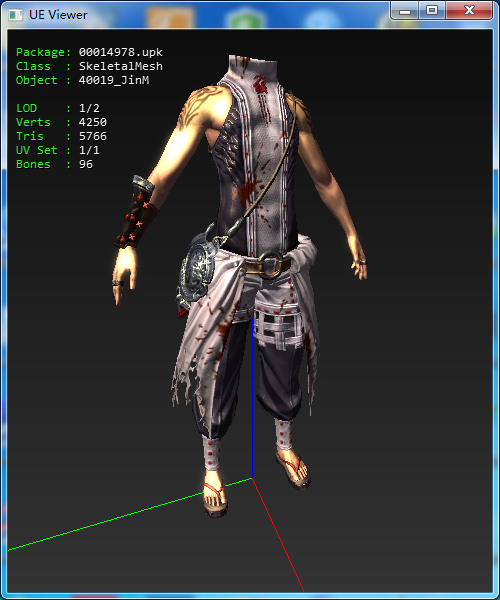 UE Viewer
Package: 00014978.upk
Class : SkeletalMesh
Object : 40019_JinM
LOD : 1/2
Verts : 4250
Tris : 5766
UV Set : 1/1
Bones : 96